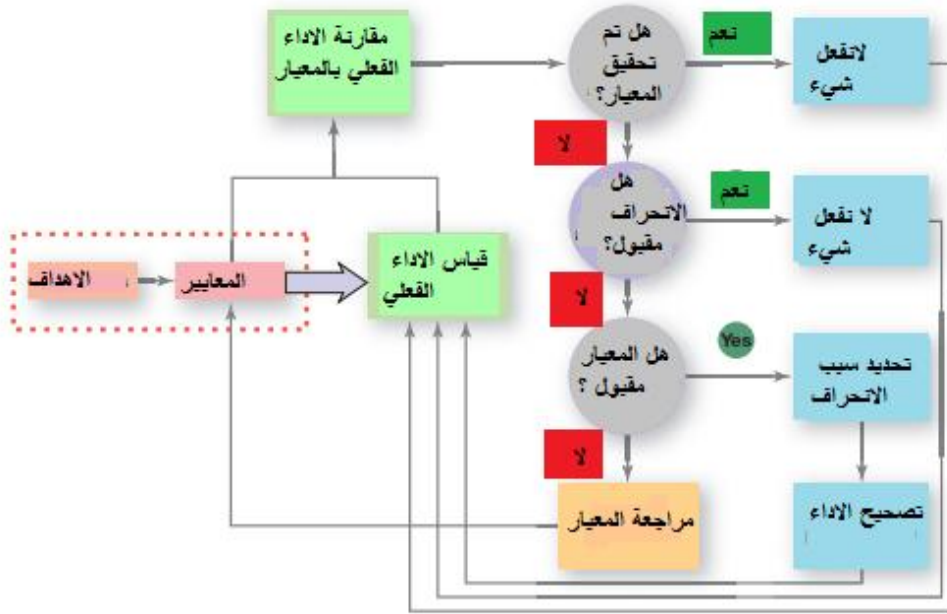 مقارنة الاداء
الفعلي بالمعيار
هل تم
تحقيق
المعيار؟
نعم
لاتفعل
شيء
لا
هل
الانحراف
مقبول؟
نعم
لا تفعل
شيء
الاهداف
المعايير
قياس الاداء
الفعلي
لا
هل المعيار
مقبول ؟
Yes
تحديد سبب
الانحراف
لا
مراجعة المعيار
تصحيح الاداء